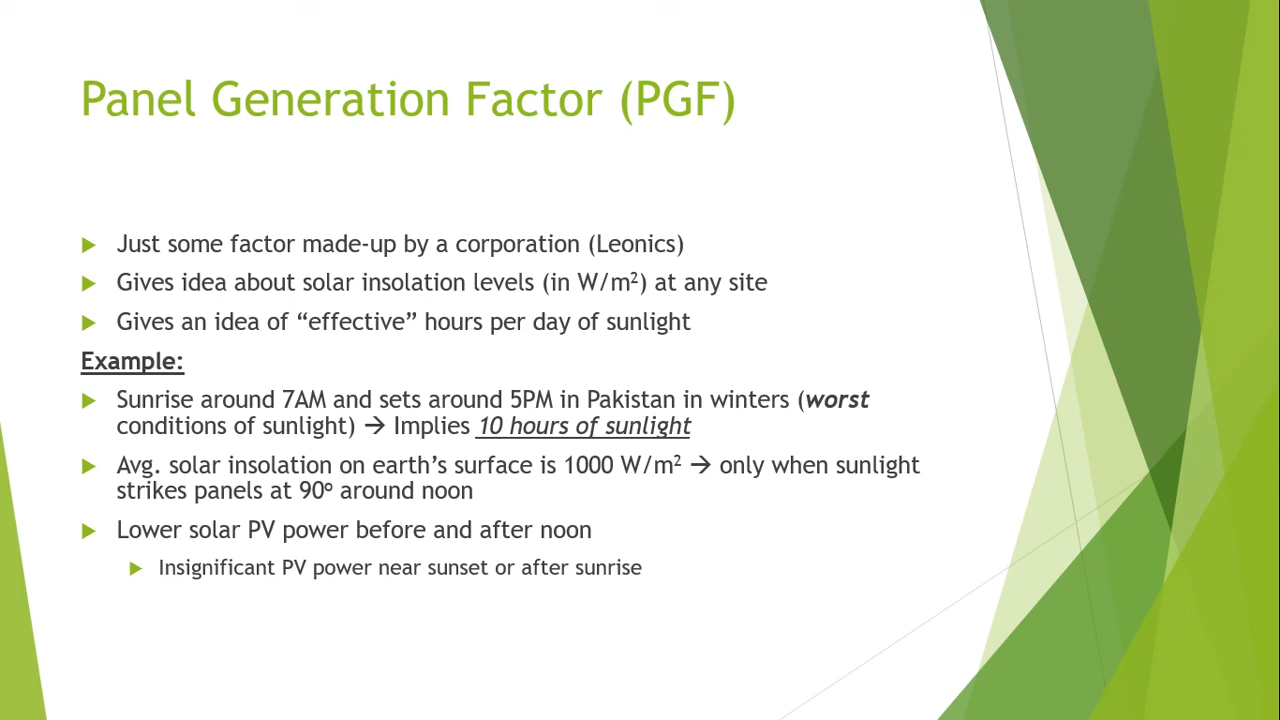 Panel Generation Factor (PGF)
Just some factor made-up by a corporation (Leonics)
Gives idea about solar insolation levels (in W/m²) at any site
Gives an idea of “effective” hours per day of sunlight
Example:
Sunrise around 7AM and sets around 5PM in Pakistan in winters (worst
conditions of sunlight) → Implies 10 hours of sunlight
Avg. solar insolation on earth’s surface is 1000 W/m² → only when sunlight
strikes panels at 90º around noon
Lower solar PV power before and after noon
Insignificant PV power near sunset or after sunrise